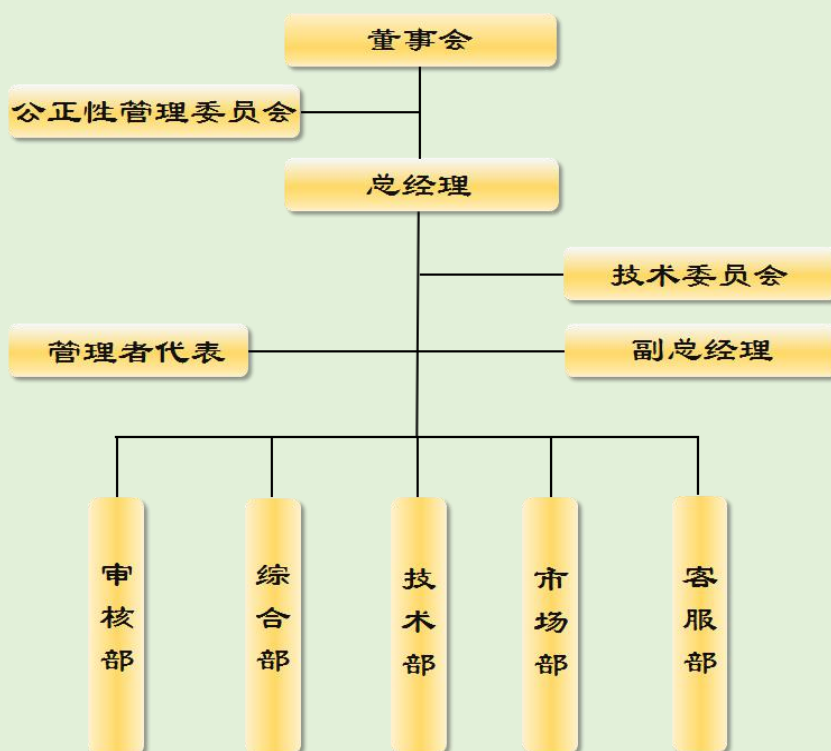 董事会
公正性管理委员会
总经理
技术委员会
管理者代表
副总经理
审核部
综合部
技术部
市场部
客服部